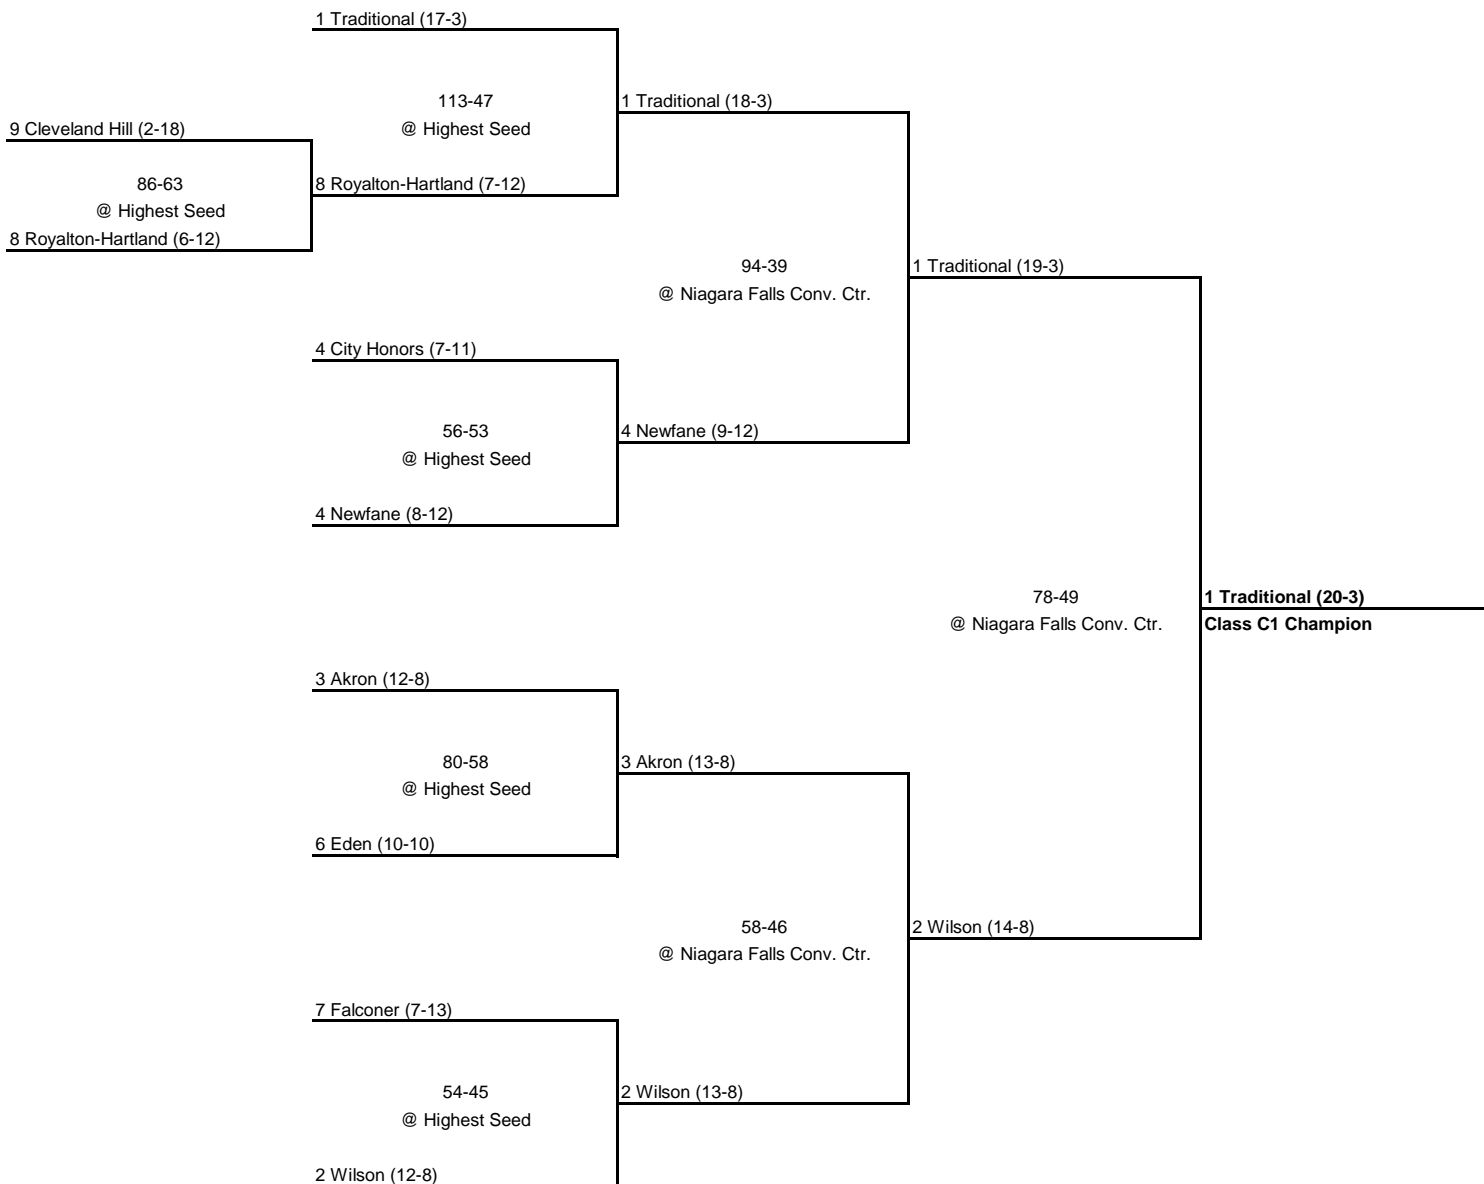 1 Traditional (17-3)
113-47
@ Highest Seed
1 Traditional (18-3)
9 Cleveland Hill (2-18)
86-63
@ Highest Seed
8 Royalton-Hartland (7-12)
8 Royalton-Hartland (6-12)
94-39
@ Niagara Falls Conv. Ctr.
1 Traditional (19-3)
4 City Honors (7-11)
56-53
@ Highest Seed
4 Newfane (9-12)
4 Newfane (8-12)
78-49
@ Niagara Falls Conv. Ctr.
1 Traditional (20-3)
Class C1 Champion
3 Akron (12-8)
80-58
@ Highest Seed
3 Akron (13-8)
6 Eden (10-10)
58-46
@ Niagara Falls Conv. Ctr.
2 Wilson (14-8)
7 Falconer (7-13)
54-45
@ Highest Seed
2 Wilson (13-8)
2 Wilson (12-8)